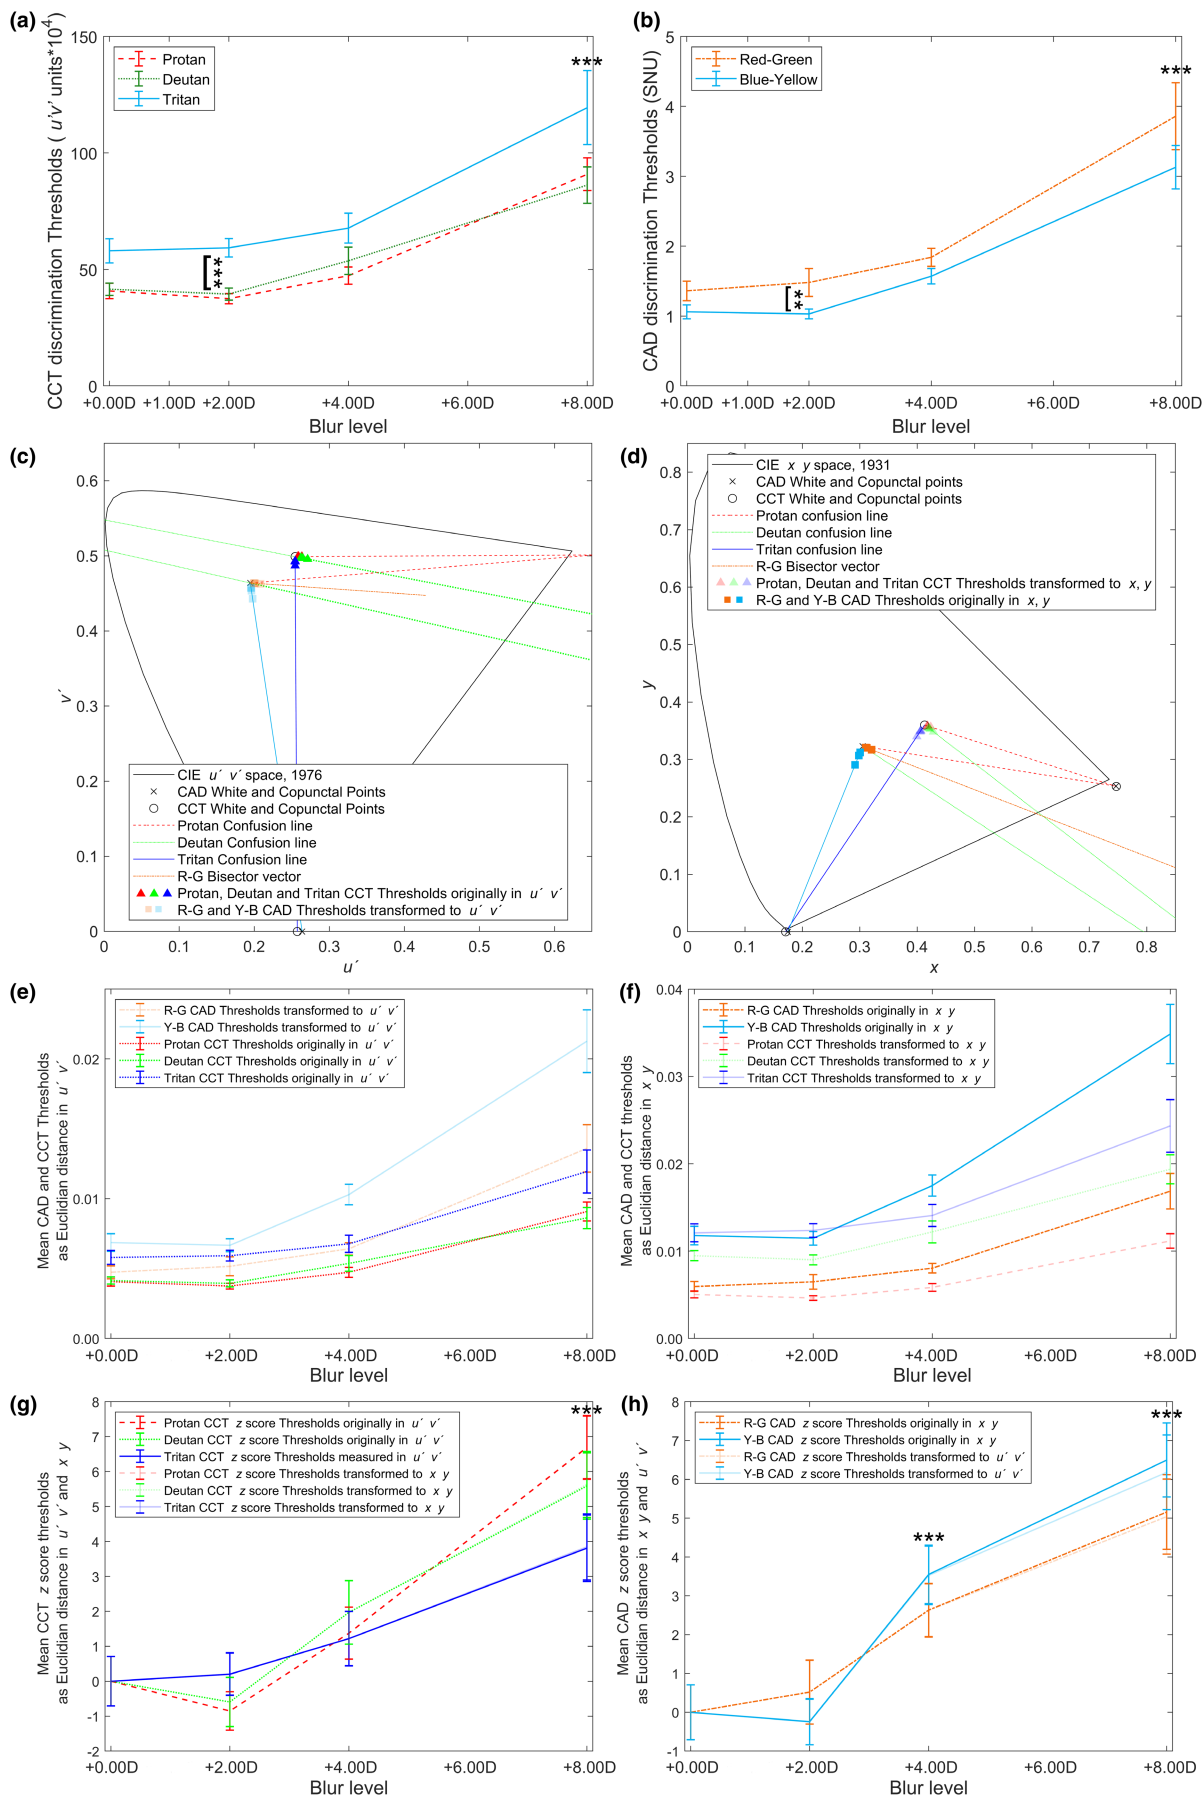 (a)
CCT discrimination Thresholds ( u'v' units*10⁴)
150
100
50
0
Protan
Deutan
Tritan
***
***
+0.00D +1.00D +2.00D +4.00D +6.00D +8.00D
Blur level
(b)
CAD discrimination Thresholds (SNU)
5
4
3
2
1
0
Red-Green
Blue-Yellow
***
**
+0.00D +1.00D +2.00D +4.00D +6.00D +8.00D
Blur level
(c)
v´
0.6
0.5
0.4
0.3
0.2
0.1
0
CIE u´ v´ space, 1976
CAD White and Copunctal Points
CCT White and Copunctal Points
Protan Confusion line
Deutan Confusion line
Tritan Confusion line
R-G Bisector vector
Protan, Deutan and Tritan CCT Thresholds originally in u´ v´
R-G and Y-B CAD Thresholds transformed to u´ v´
0 0.1 0.2 0.3 0.4 0.5 0.6
u´
(d)
y
0.8
0.7
0.6
0.5
0.4
0.3
0.2
0.1
0
CIE x y space, 1931
CAD White and Copunctal points
CCT White and Copunctal points
Protan confusion line
Deutan confusion line
Tritan confusion line
R-G Bisector vector
Protan, Deutan and Tritan CCT Thresholds transformed to x, y
R-G and Y-B CAD Thresholds originally in x, y
0 0.1 0.2 0.3 0.4 0.5 0.6 0.7 0.8
x
(e)
Mean CAD and CCT Thresholds
as Euclidian distance in u´ v´
0.02
0.01
0.00
R-G CAD Thresholds transformed to u´ v´
Y-B CAD Thresholds transformed to u´ v´
Protan CCT Thresholds originally in u´ v´
Deutan CCT Thresholds originally in u´ v´
Tritan CCT Thresholds originally in u´ v´
+0.00D +2.00D +4.00D +6.00D +8.00D
Blur level
(f)
Mean CAD and CCT thresholds
as Euclidian distance in x y
0.04
0.03
0.02
0.01
0.00
R-G CAD Thresholds originally in x y
Y-B CAD Thresholds originally in x y
Protan CCT Thresholds transformed to x y
Deutan CCT Thresholds transformed to x y
Tritan CCT Thresholds transformed to x y
+0.00D +2.00D +4.00D +6.00D +8.00D
Blur level
(g)
Mean CCT z score thresholds
as Euclidian distance in u´ v´ and x y
8
7
6
5
4
3
2
1
0
-1
-2
Protan CCT z score Thresholds originally in u´ v´
Deutan CCT z score Thresholds originally in u´ v´
Tritan CCT z score Thresholds measured in u´ v´
Protan CCT z score Thresholds transformed to x y
Deutan CCT z score Thresholds transformed to x y
Tritan CCT z score Thresholds transformed to x y
***
+0.00D +2.00D +4.00D +6.00D +8.00D
Blur level
(h)
Mean CAD z score thresholds
as Euclidian distance in x y and u´ v´
8
7
6
5
4
3
2
1
0
-1
R-G CAD z score Thresholds originally in x y
Y-B CAD z score Thresholds originally in x y
R-G CAD z score Thresholds transformed to u´ v´
Y-B CAD z score Thresholds transformed to u´ v´
***
***
+0.00D +2.00D +4.00D +6.00D +8.00D
Blur level